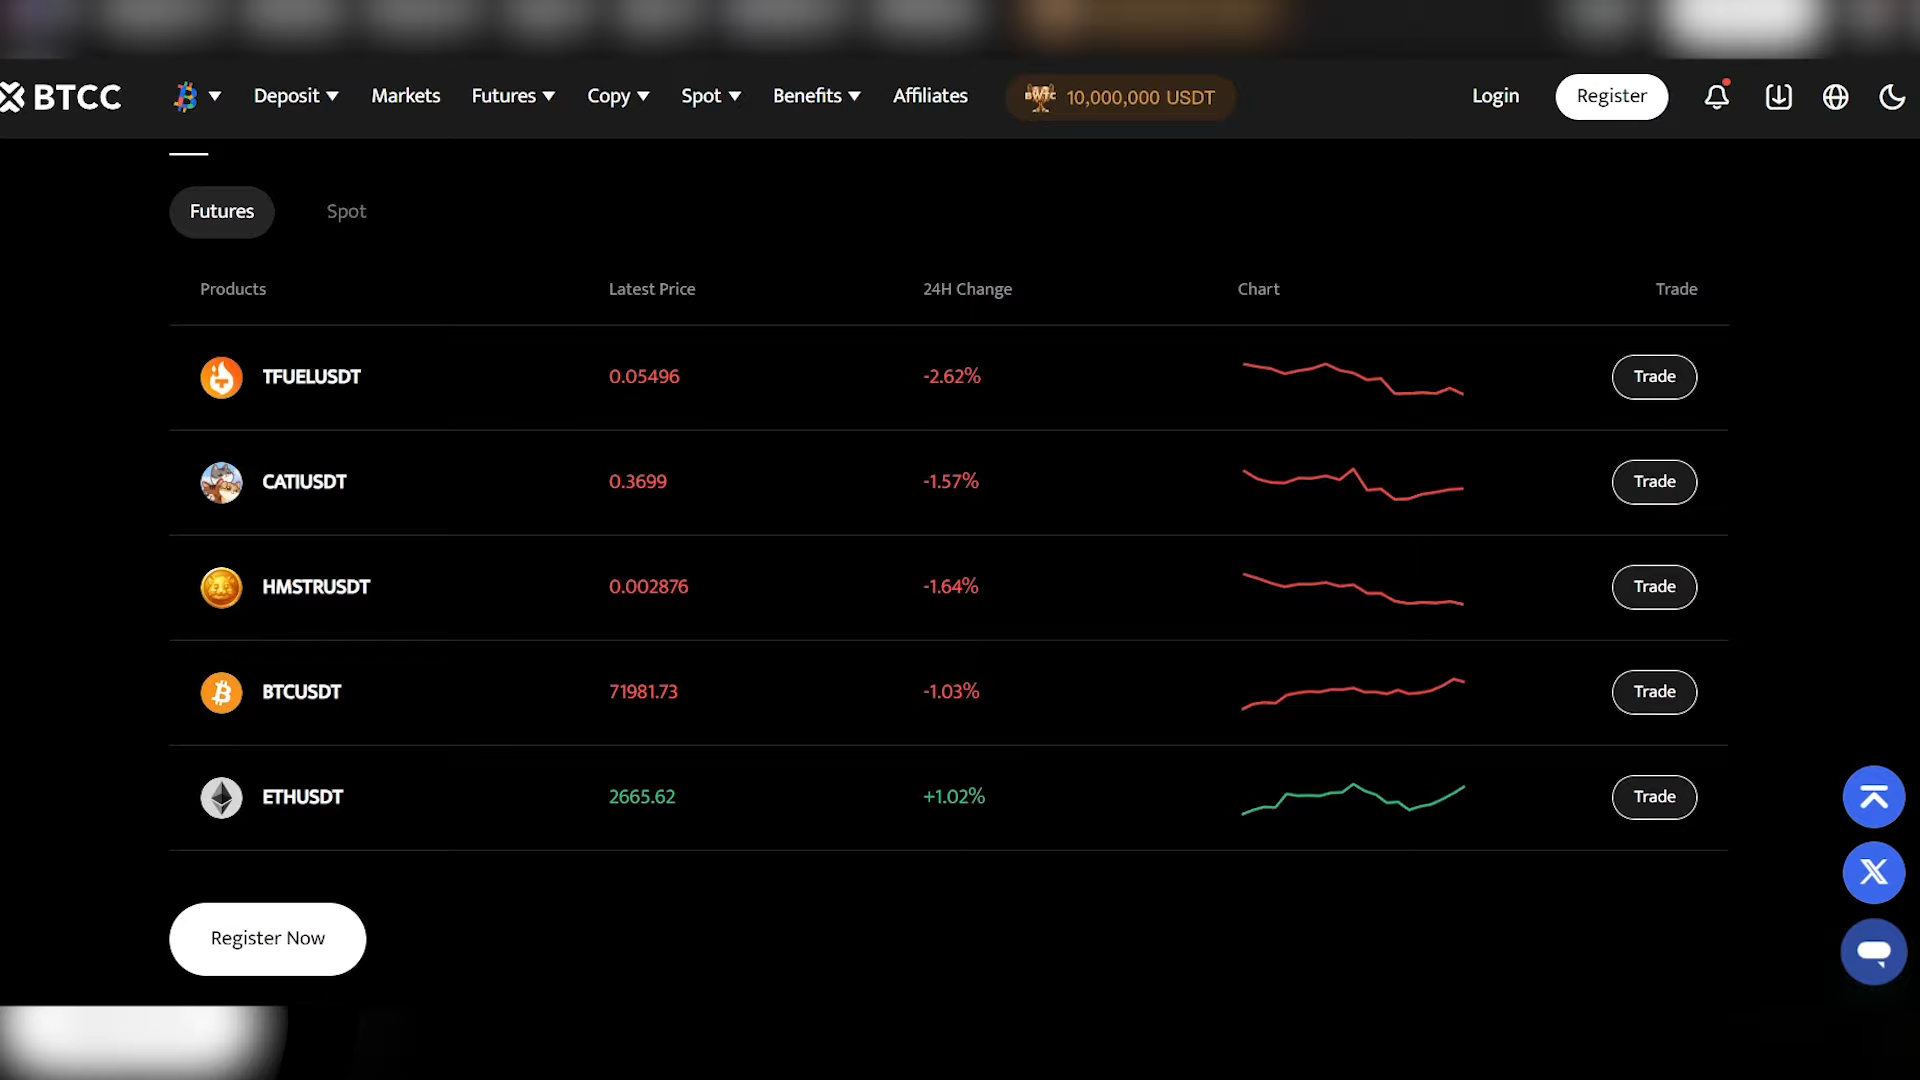 BTCC Deposit Markets Futures Copy Spot Benefits Affiliates 10,000,000 USDT Login Register
Futures Spot
Products Latest Price 24H Change Chart Trade
TFUELUSDT 0.05496 -2.62% Trade
CATIUSDT 0.3699 -1.57% Trade
HMSTRUSDT 0.002876 -1.64% Trade
BTCUSDT 71981.73 -1.03% Trade
ETHUSDT 2665.62 +1.02% Trade
Register Now